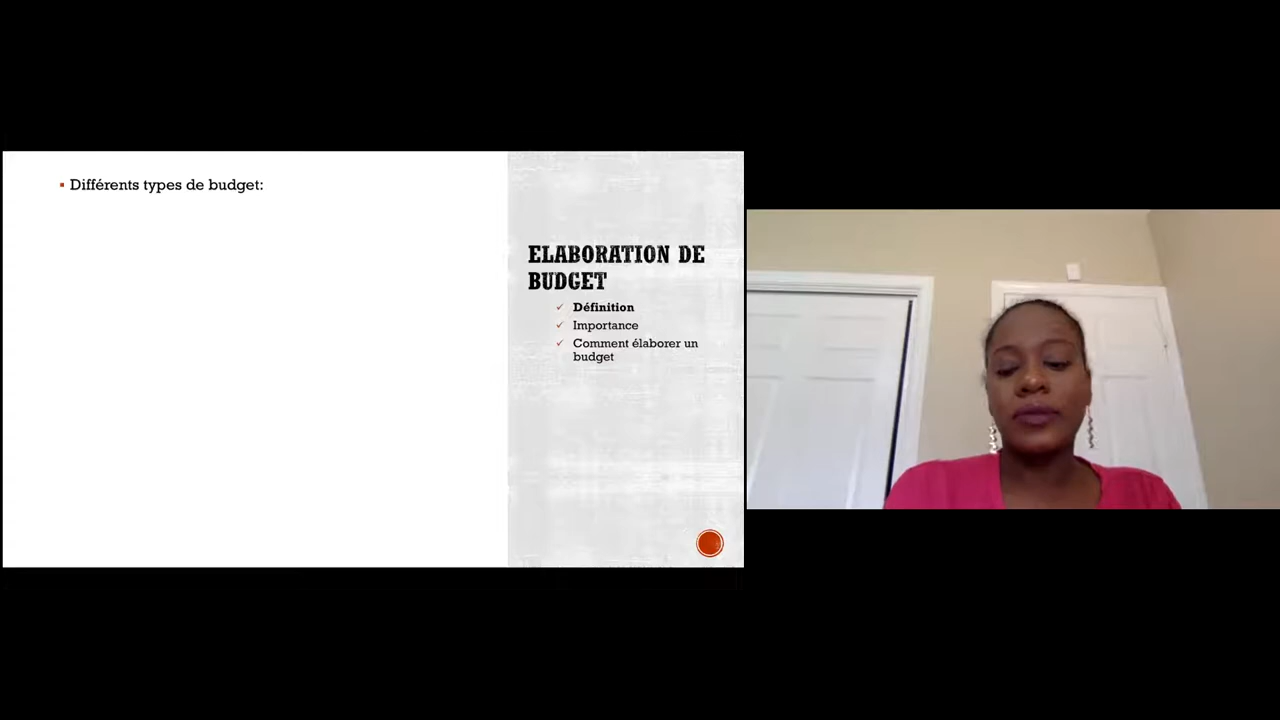 Différents types de budget:
ELABORATION DE
BUDGET
Définition
Importance
Comment élaborer un
budget